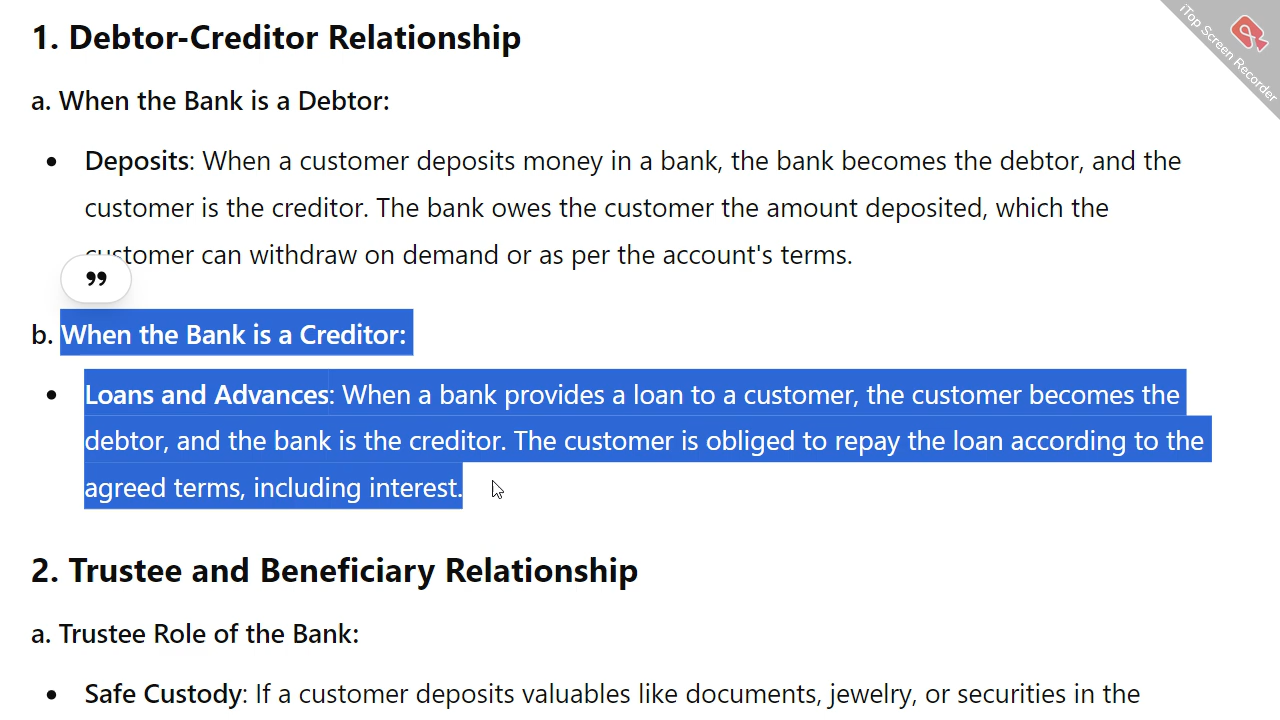 1. Debtor-Creditor Relationship
a. When the Bank is a Debtor:
• Deposits: When a customer deposits money in a bank, the bank becomes the debtor, and the
customer is the creditor. The bank owes the customer the amount deposited, which the
customer can withdraw on demand or as per the account's terms.
b. When the Bank is a Creditor:
• Loans and Advances: When a bank provides a loan to a customer, the customer becomes the
debtor, and the bank is the creditor. The customer is obliged to repay the loan according to the
agreed terms, including interest.
2. Trustee and Beneficiary Relationship
a. Trustee Role of the Bank:
• Safe Custody: If a customer deposits valuables like documents, jewelry, or securities in the
iTop Screen Recorder